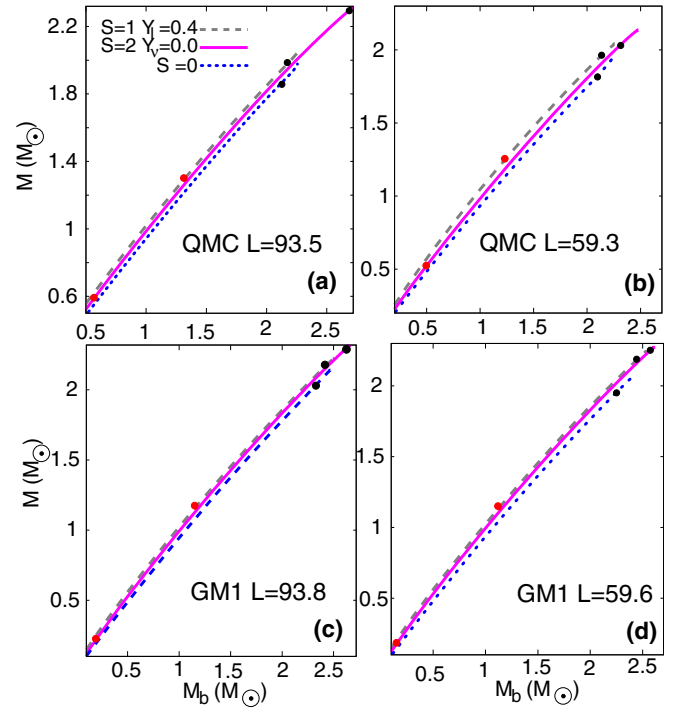 S=1 Y_l=0.4
S=2 Y_ν=0.0
S =0
2.2
1.8
1.4
1
0.6
M (M_⊙)
QMC L=93.5
(a)
0.5 1 1.5 2 2.5
2
1.5
1
0.5
QMC L=59.3
(b)
0.5 1 1.5 2 2.5
2
1.5
1
0.5
M (M_⊙)
GM1 L=93.8
(c)
0.5 1 1.5 2 2.5
M_b (M_⊙)
2
1.5
1
0.5
GM1 L=59.6
(d)
0.5 1 1.5 2 2.5
M_b (M_⊙)